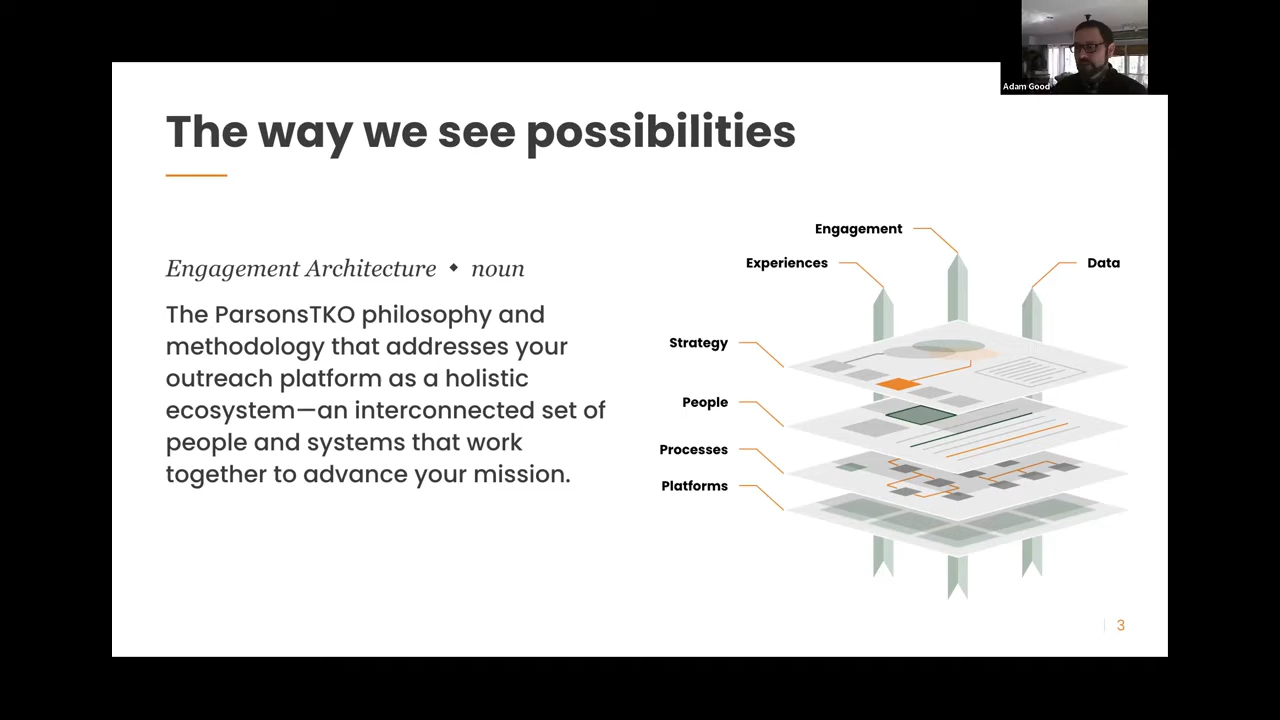 Adam Good
The way we see possibilities
Engagement Architecture ◆ noun
The ParsonsTKO philosophy and
methodology that addresses your
outreach platform as a holistic
ecosystem—an interconnected set of
people and systems that work
together to advance your mission.
Engagement
Experiences
Data
Strategy
People
Processes
Platforms
3